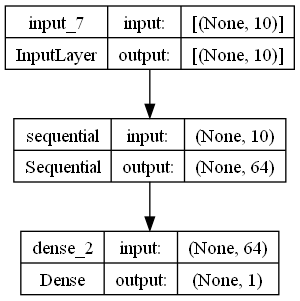 input_7 input: [(None, 10)]
InputLayer output: [(None, 10)]
sequential input: (None, 10)
Sequential output: (None, 64)
dense_2 input: (None, 64)
Dense output: (None, 1)